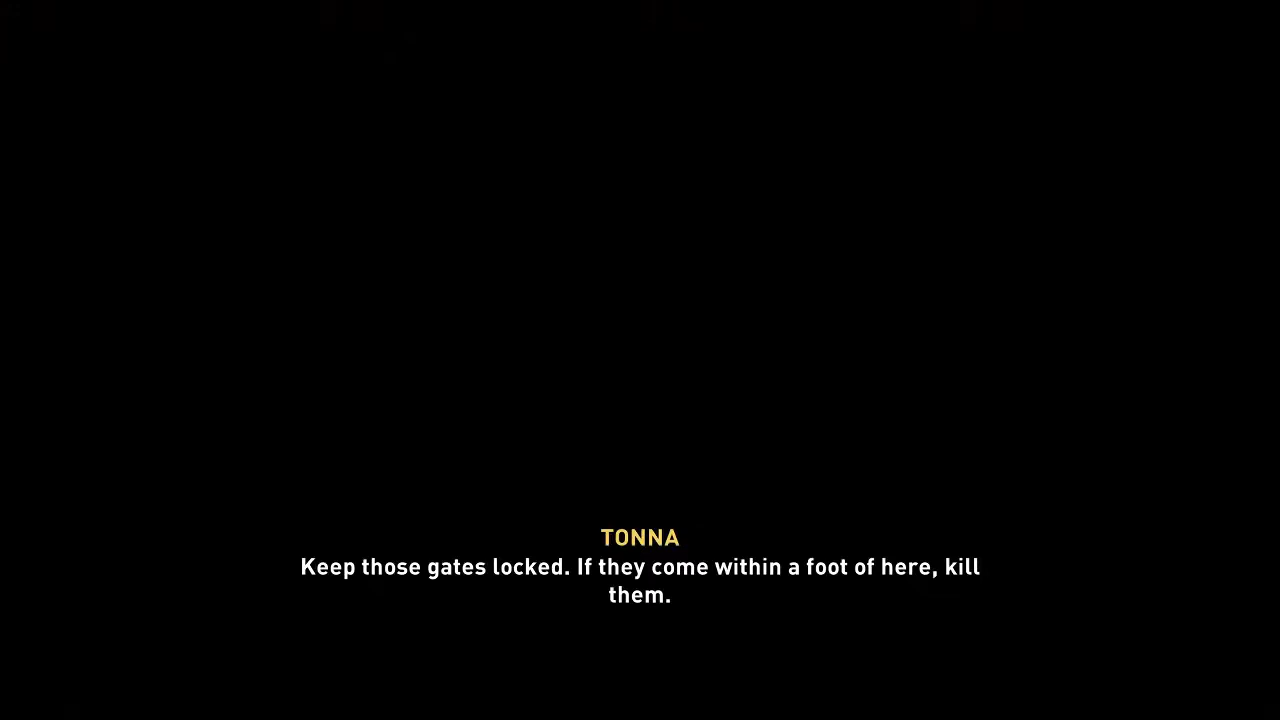 TONNA
Keep those gates locked. If they come within a foot of here, kill
them.